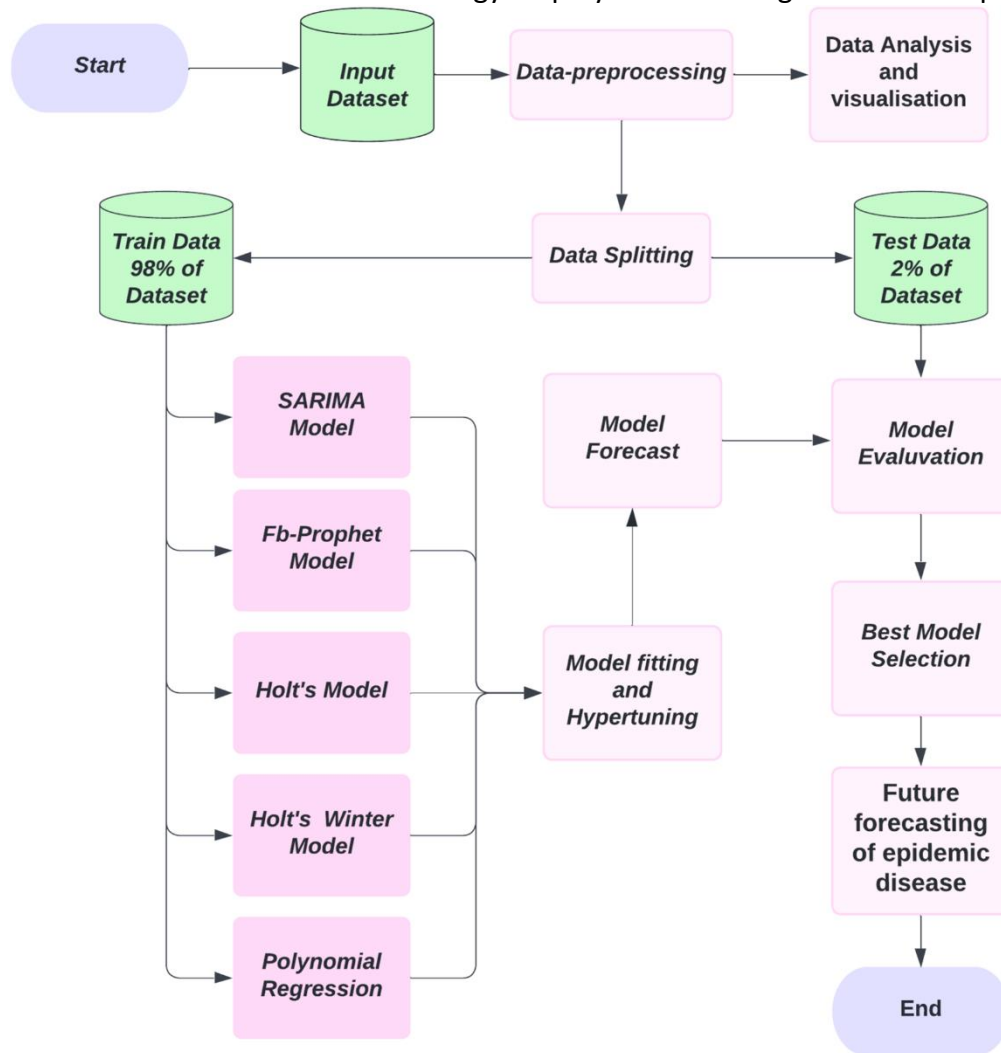 Start
Input
Dataset
Data-preprocessing
Data Analysis
and
visualisation
Train Data
98% of
Dataset
Data Splitting
Test Data
2% of
Dataset
SARIMA
Model
Model
Forecast
Model
Evaluvation
Fb-Prophet
Model
Holt's Model
Model fitting
and
Hypertuning
Best Model
Selection
Holt's Winter
Model
Future
forecasting
of epidemic
disease
Polynomial
Regression
End